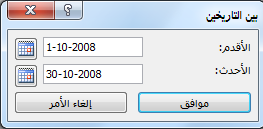 بين التاريخين
الأقدم: 1-10-2008
الأحدث: 30-10-2008
موافق إلغاء الأمر